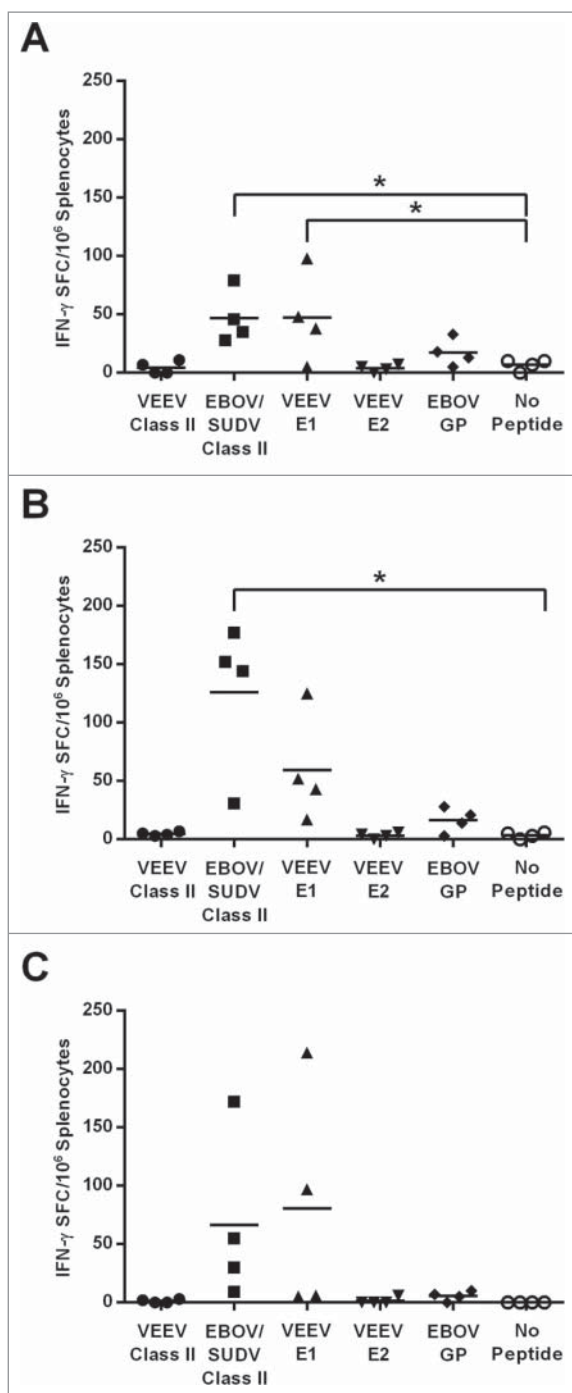 A
IFN-γ SFC/10⁶ Splenocytes
250
200
150
100
50
0
*
*
VEEV Class II
EBOV/ SUDV Class II
VEEV E1
VEEV E2
EBOV GP
No Peptide
B
IFN-γ SFC/10⁶ Splenocytes
250
200
150
100
50
0
*
VEEV Class II
EBOV/ SUDV Class II
VEEV E1
VEEV E2
EBOV GP
No Peptide
C
IFN-γ SFC/10⁶ Splenocytes
250
200
150
100
50
0
VEEV Class II
EBOV/ SUDV Class II
VEEV E1
VEEV E2
EBOV GP
No Peptide